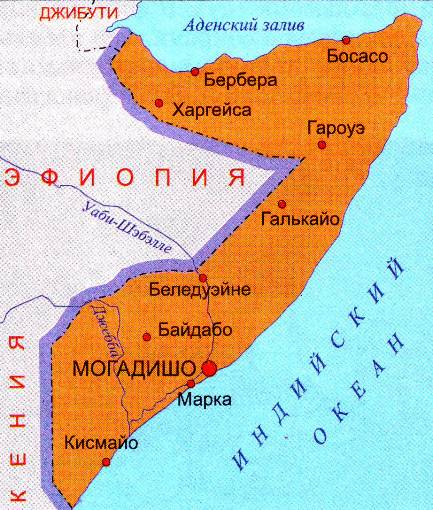 ДЖИБУТИ
Аденский залив
Босасо
Бербера
Харгейса
Гароуэ
ЭФИОПИЯ
Уаби-Шэбэлле
Галькайо
Беледуэйне
Джебба
Байдабо
МОГАДИШО
Марка
ИНДИЙСКИЙ
ОКЕАН
КЕНИЯ
Кисмайо